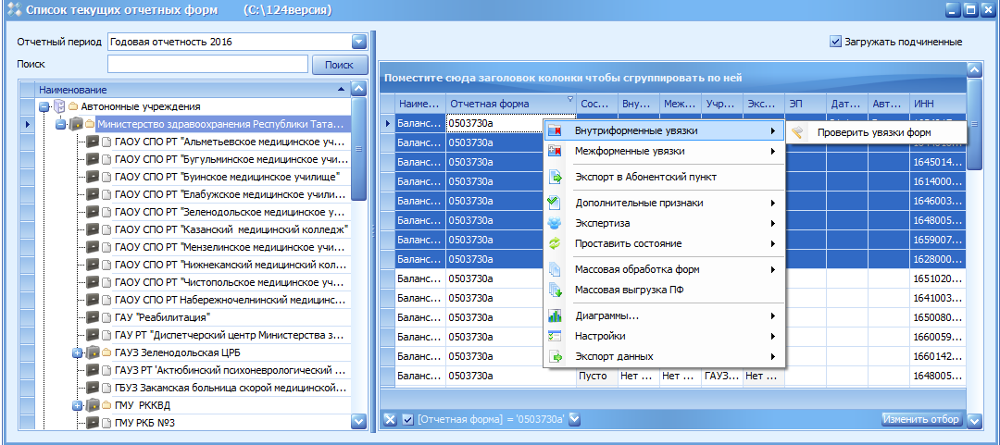 Список текущих отчетных форм (C:\124версия)
Отчетный период Годовая отчетность 2016
Загружать подчиненные
Поиск Поиск
Поместите сюда заголовок колонки чтобы сгруппировать по ней
Наименование
Автономные учреждения
Министерство здравоохранения Республики Тата...
ГАОУ СПО РТ "Альметьевское медицинское уч...
ГАОУ СПО РТ "Бугульминское медицинское учи...
ГАОУ СПО РТ "Буинское медицинское училище"
ГАОУ СПО РТ "Елабужское медицинское учили...
ГАОУ СПО РТ "Зеленодольское медицинское у...
ГАОУ СПО РТ "Казанский медицинский колледж"
ГАОУ СПО РТ "Мензелинское медицинское учи...
ГАОУ СПО РТ "Нижнекамский медицинский кол...
ГАОУ СПО РТ "Чистопольское медицинское уч...
ГАОУ СПО РТ Набережночелнинский медицинс...
ГАУ "Реабилитация"
ГАУ РТ "Диспетчерский центр Министерства з...
ГАУЗ Зеленодольская ЦРБ
ГАУЗ РТ 'Актюбинский психоневрологический ...
ГБУЗ Закамская больница скорой медицинской...
ГМУ РККВД
ГМУ РКБ №3
Наиме... Отчетная форма Сос... Вну... Меж... Учр... Экс... ЭП Дат... Авт... ИНН
Баланс... 0503730а
Баланс... 0503730а
Баланс... 0503730а 1645014...
Баланс... 0503730а 1614000...
Баланс... 0503730а 1646003...
Баланс... 0503730а 1648005...
Баланс... 0503730а 1659007...
Баланс... 0503730а 1628000...
Баланс... 0503730а 1651020...
Баланс... 0503730а 1641003...
Баланс... 0503730а 1650080...
Баланс... 0503730а 1660059...
Баланс... 0503730а 1660142...
Баланс... 0503730а Пусто Нет ... Нет ... ГАУЗ... Нет ... 1648005...
Внутриформенные увязки
Проверить увязки форм
Межформенные увязки
Экспорт в Абонентский пункт
Дополнительные признаки
Экспертиза
Проставить состояние
Массовая обработка форм
Массовая выгрузка ПФ
Диаграммы...
Настройки
Экспорт данных
[Отчетная форма] = '0503730а' Изменить отбор